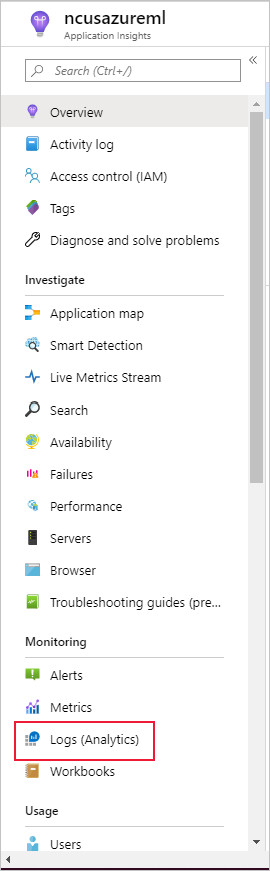 ncusazureml
Application Insights
Search (Ctrl+/)
Overview
Activity log
Access control (IAM)
Tags
Diagnose and solve problems
Investigate
Application map
Smart Detection
Live Metrics Stream
Search
Availability
Failures
Performance
Servers
Browser
Troubleshooting guides (pre...
Monitoring
Alerts
Metrics
Logs (Analytics)
Workbooks
Usage
Users